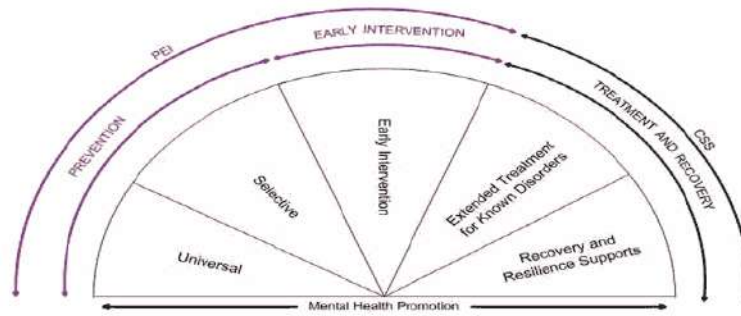 PEI
EARLY INTERVENTION
PREVENTION
TREATMENT AND RECOVERY
CSS
Universal
Selective
Early Intervention
Extended Treatment
for Known Disorders
Recovery and
Resilience Supports
Mental Health Promotion